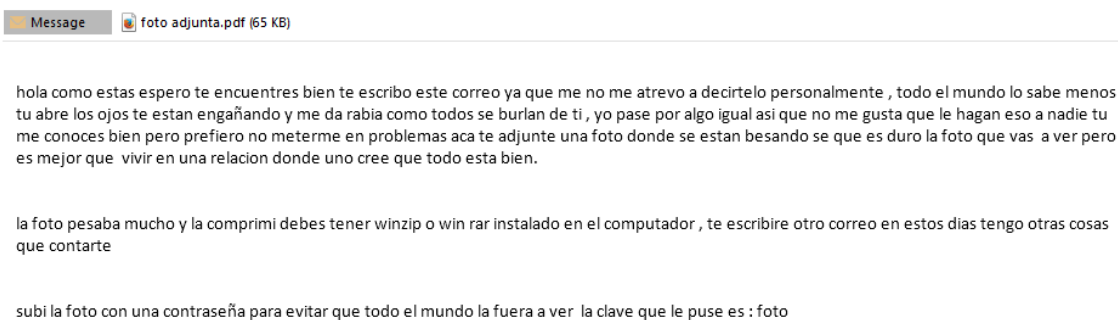 Message foto adjunta.pdf (65 KB)
hola como estas espero te encuentres bien te escribo este correo ya que me no me atrevo a decirtelo personalmente , todo el mundo lo sabe menos
tu abre los ojos te estan engañando y me da rabia como todos se burlan de ti , yo pase por algo igual asi que no me gusta que le hagan eso a nadie tu
me conoces bien pero prefiero no meterme en problemas aca te adjunte una foto donde se estan besando se que es duro la foto que vas a ver pero
es mejor que vivir en una relacion donde uno cree que todo esta bien.
la foto pesaba mucho y la comprimi debes tener winzip o win rar instalado en el computador , te escribire otro correo en estos dias tengo otras cosas
que contarte
subi la foto con una contraseña para evitar que todo el mundo la fuera a ver la clave que le puse es : foto